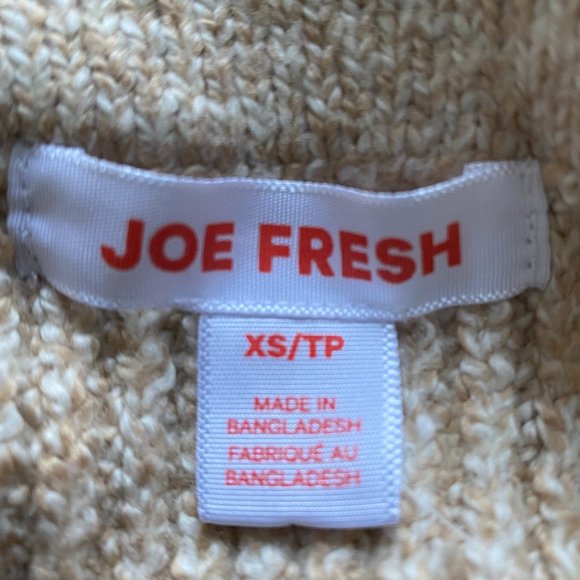 JOE FRESH
XS/TP
MADE IN
BANGLADESH
FABRIQUÉ AU
BANGLADESH